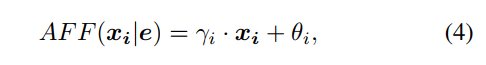 AFF(xᵢ|e) = γᵢ · xᵢ + θᵢ, (4)